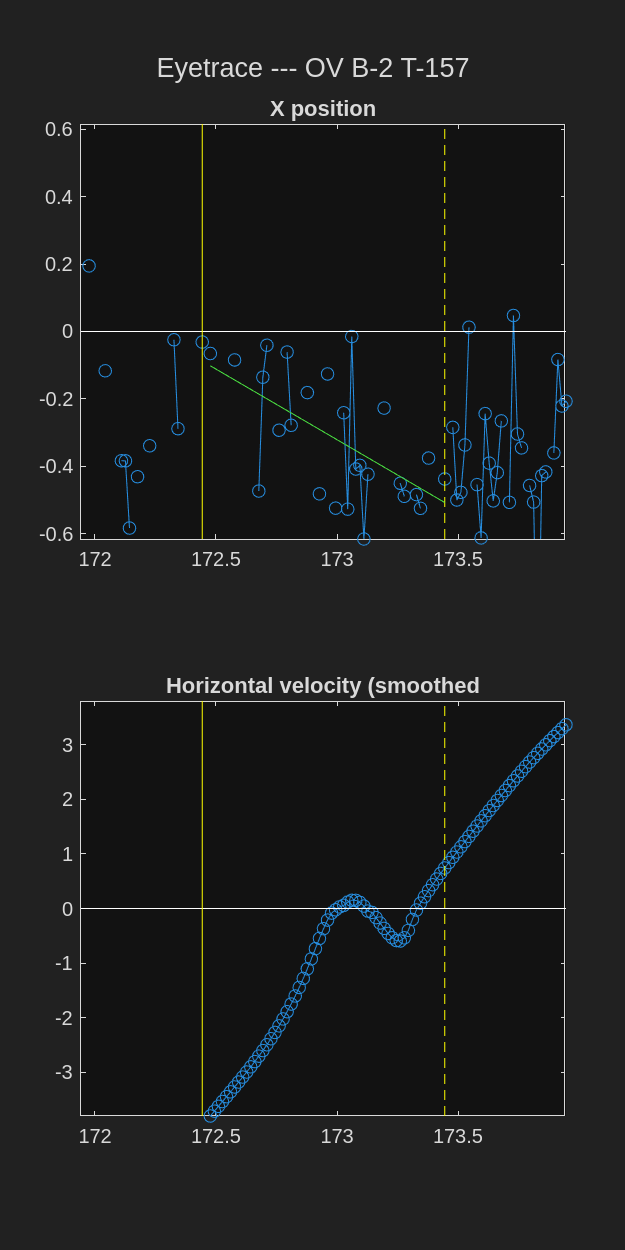 Eyetrace --- OV B-2 T-157
X position
0.6
0.4
0.2
0
-0.2
-0.4
-0.6
172 172.5 173 173.5
Horizontal velocity (smoothed
3
2
1
0
-1
-2
-3
172 172.5 173 173.5